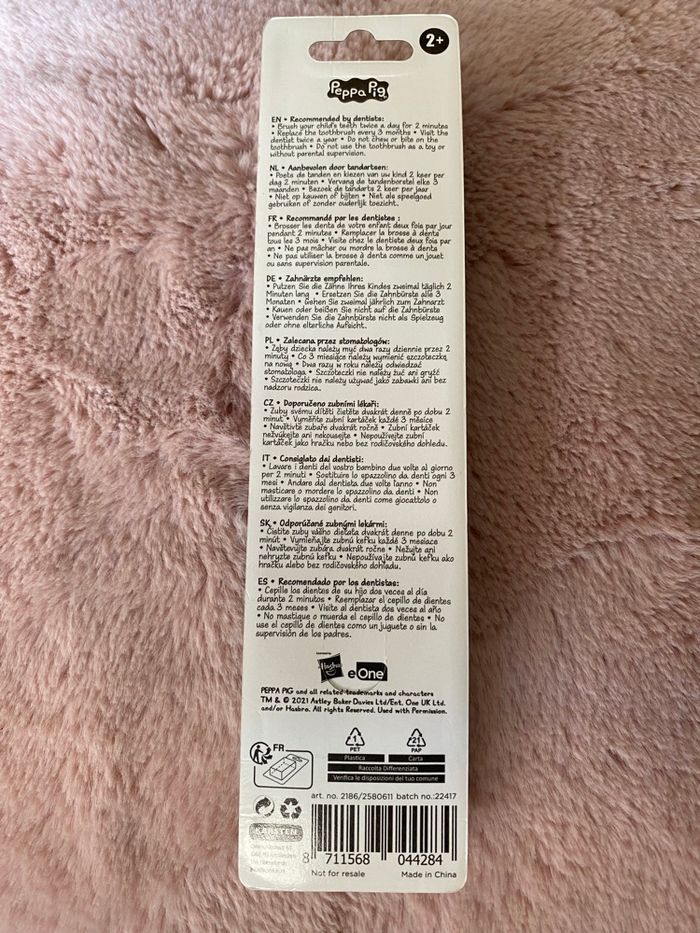 2+
Peppa Pig
EN • Recommended by dentists:
• Brush your child's teeth twice a day for 2 minutes
• Replace the toothbrush every 3 months • Visit the
dentist twice a year • Do not chew or bite on the
toothbrush • Do not use the toothbrush as a toy or
without parental supervision.
NL • Aanbevolen door tandartsen:
• Poets de tanden en kiezen van uw kind 2 keer per
dag 2 minuten • Vervang de tandenborstel elke 3
maanden • Bezoek de tandarts 2 keer per jaar
• Niet op kauwen of bijten • Niet als speelgoed
gebruiken of zonder ouderlijk toezicht.
FR • Recommandé par les dentistes :
• Brosser les dents de votre enfant deux fois par jour
pendant 2 minutes • Remplacer la brosse à dents
tous les 3 mois • Visite chez le dentiste deux fois par
an • Ne pas mâcher ou mordre la brosse à dents
• Ne pas utiliser la brosse à dents comme un jouet
ou sans supervision parentale.
DE • Zahnärzte empfehlen:
• Putzen Sie die Zähne Ihres Kindes zweimal täglich 2
Minuten lang • Ersetzen Sie die Zahnbürste alle 3
Monaten • Gehen Sie zweimal jährlich zum Zahnarzt
• Kauen oder beißen Sie nicht auf die Zahnbürste
• Verwenden Sie die Zahnbürste nicht als Spielzeug
oder ohne elterliche Aufsicht.
PL • Zalecana przez stomatologów:
• Zęby dziecka należy myć dwa razy dziennie przez 2
minuty • Co 3 miesiące należy wymienić szczoteczkę
na nową • Dwa razy w roku należy odwiedzać
stomatologa • Szczoteczki nie należy żuć ani gryźć
• Szczoteczki nie należy używać jako zabawki ani bez
nadzoru rodzica..
CZ • Doporučeno zubními lékaři:
• Zuby svému dítěti čistěte dvakrát denně po dobu 2
minut • Vyměňte zubní kartáček každé 3 měsíce
• Navštivte zubaře dvakrát ročně • Zubní kartáček
nežvýkejte ani nekousejte • Nepoužívejte zubní
kartáček jako hračku nebo bez rodičovského dohledu.
IT • Consigliato dai dentisti:
• Lavare i denti del vostro bambino due volte al giorno
per 2 minuti • Sostituire lo spazzolino da denti ogni 3
mesi • Andare dal dentista due volte l'anno • Non
masticare o mordere lo spazzolino da denti • Non
utilizzare lo spazzolino da denti come giocattolo o
senza vigilanza dei genitori.
SK • Odporúčané zubnými lekármi:
• Čistite zuby vášho dieťaťa dvakrát denne po dobu 2
minút • Vymieňajte zubnú kefku každé 3 mesiace
• Navštevujte zubára dvakrát ročne • Nežujte ani
nehryzte zubnú kefku • Nepoužívajte zubnú kefku ako
hračku alebo bez rodičovského dohľadu.
ES • Recomendado por los dentistas:
• Cepille los dientes de su hijo dos veces al día
durante 2 minutos • Reemplazar el cepillo de dientes
cada 3 meses • Visite al dentista dos veces al año
• No mastique o muerda el cepillo de dientes • No
use el cepillo de dientes como un juguete o sin la
supervisión de los padres.
Hasbro eOne
PEPPA PIG and all related trademarks and characters
TM & © 2021 Astley Baker Davies Ltd/Ent. One UK Ltd.
and/or Hasbro. All rights Reserved. Used with Permission.
FR
1 21
PET PAP
Plastica Carta
Raccolta Differenziata
Verifica le disposizioni del tuo comune
art. no. 2186/2580611 batch no.: 22417
KARSTEN
8 711568 044284
Not for resale Made in China